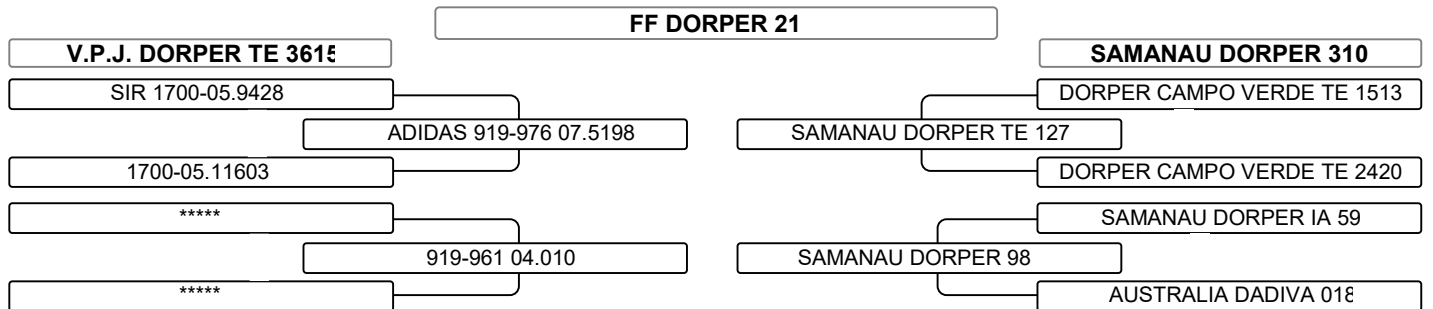 FF DORPER 21
V.P.J. DORPER TE 3615
SAMANAU DORPER 310
SIR 1700-05.9428
DORPER CAMPO VERDE TE 1513
ADIDAS 919-976 07.5198
SAMANAU DORPER TE 127
1700-05.11603
DORPER CAMPO VERDE TE 2420
*****
SAMANAU DORPER IA 59
919-961 04.010
SAMANAU DORPER 98
*****
AUSTRALIA DADIVA 018